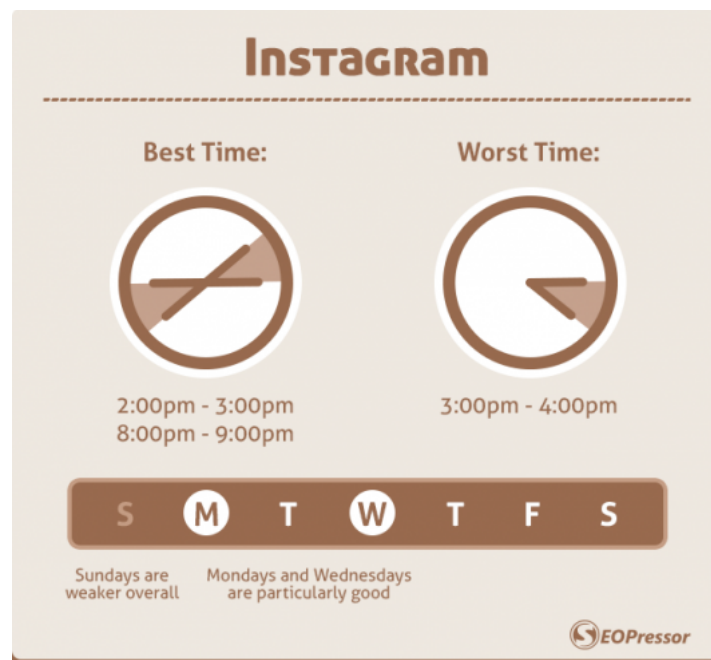 Instagram
Best Time:
Worst Time:
2:00pm - 3:00pm
8:00pm - 9:00pm
3:00pm - 4:00pm
S M T W T F S
Sundays are
weaker overall
Mondays and Wednesdays
are particularly good
SEOPressor